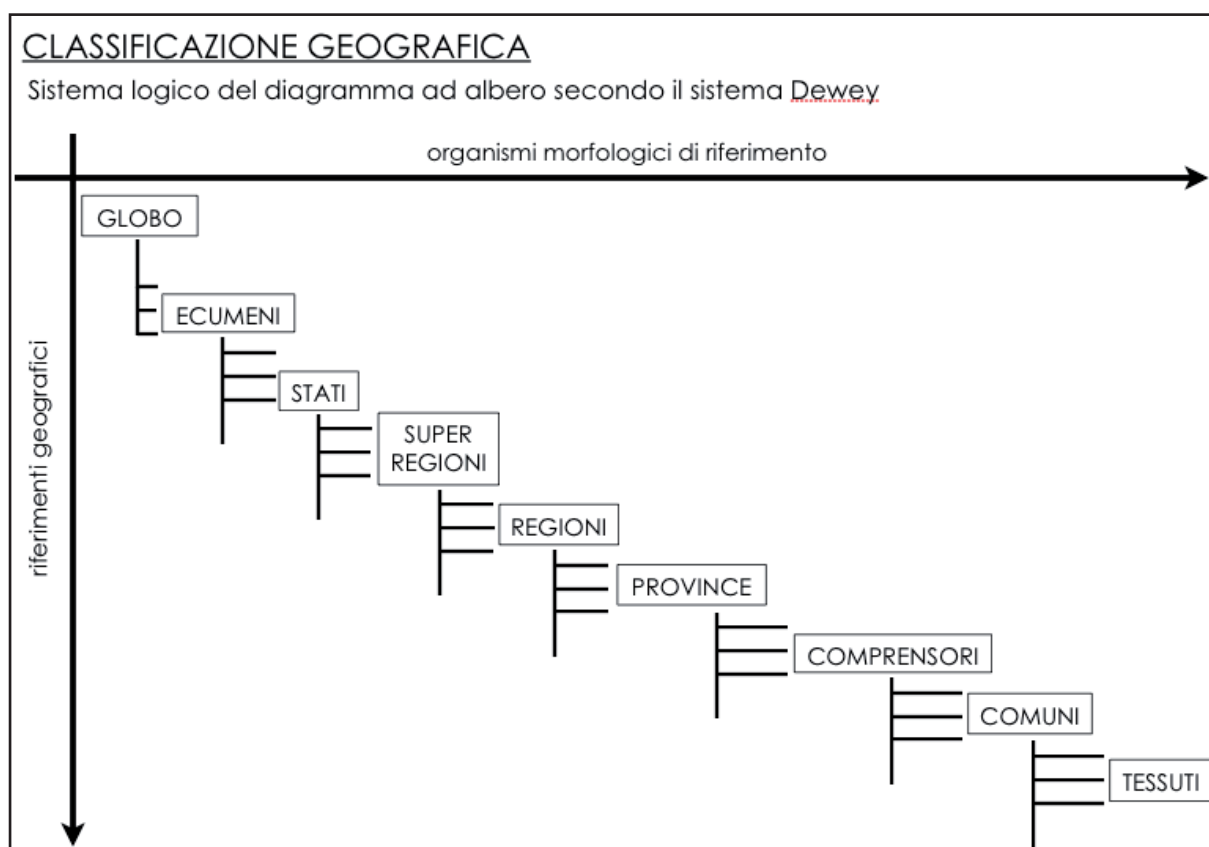 CLASSIFICAZIONE GEOGRAFICA
Sistema logico del diagramma ad albero secondo il sistema Dewey
organismi morfologici di riferimento
riferimenti geografici
GLOBO
ECUMENI
STATI
SUPER
REGIONI
REGIONI
PROVINCE
COMPRENSORI
COMUNI
TESSUTI